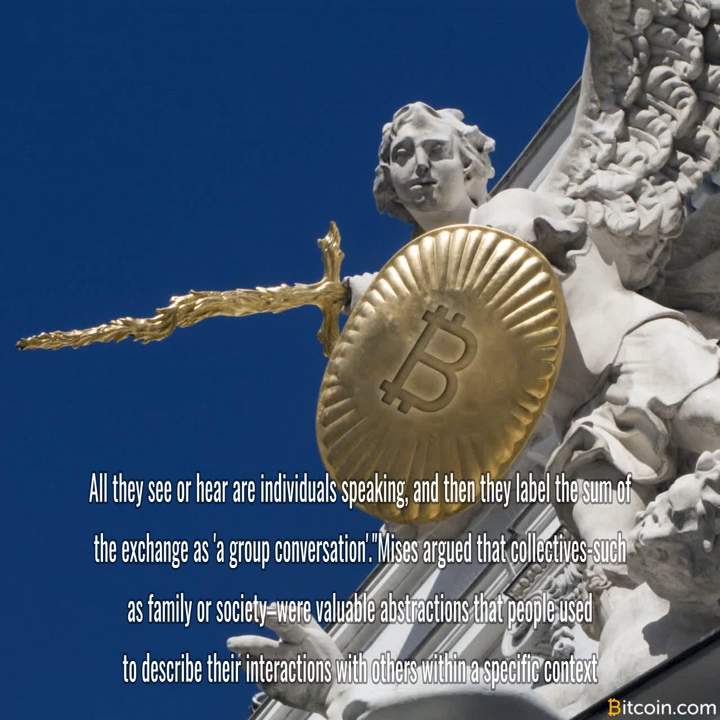 All they see or hear are individuals speaking, and then they label the sum of
the exchange as 'a group conversation'."Mises argued that collectives-such
as family or society-were valuable abstractions that people used
to describe their interactions with others within a specific context
Bitcoin.com